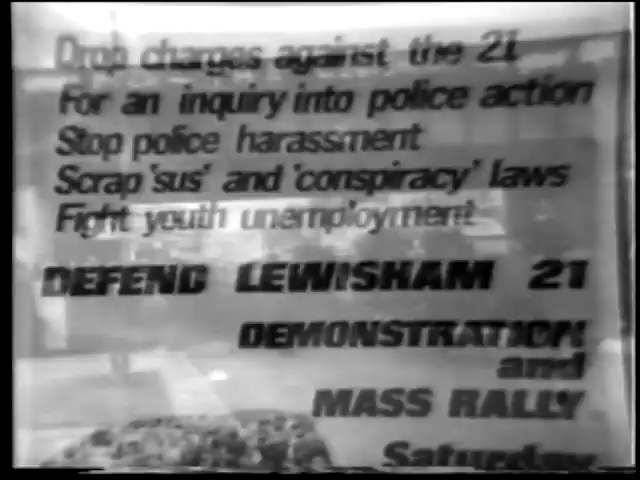 Drop charges against the 21
For an inquiry into police action
Stop police harassment
Scrap 'sus' and 'conspiracy' laws
Fight youth unemployment
DEFEND LEWISHAM 21
DEMONSTRATION
and
MASS RALLY
Saturday